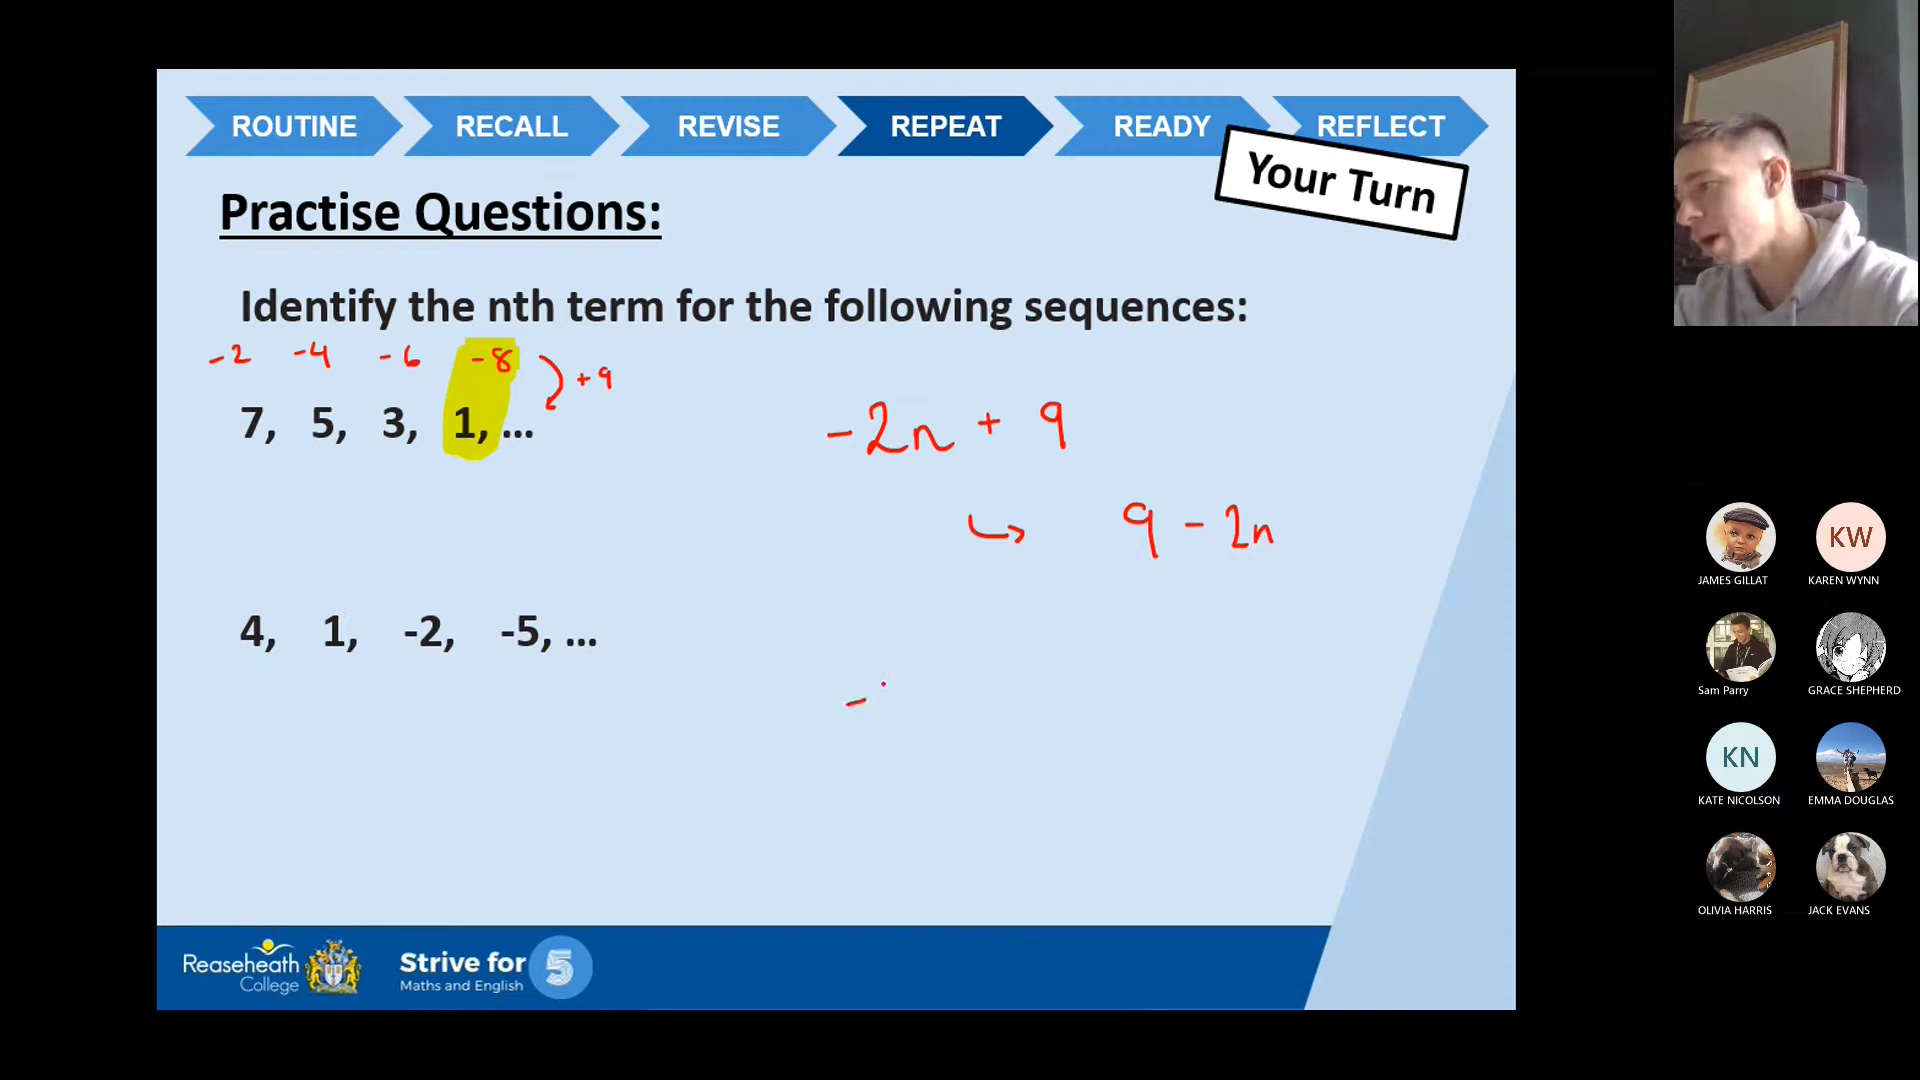 ROUTINE RECALL REVISE REPEAT READY REFLECT
Your Turn
Practise Questions:
Identify the nth term for the following sequences:
-2 -4 -6 -8 +9
7, 5, 3, 1, ...
-2n + 9
9 - 2n
4, 1, -2, -5, ...
-
Reaseheath
College
Strive for 5
Maths and English
JAMES GILLAT
KW
KAREN WYNN
Sam Parry
GRACE SHEPHERD
KN
KATE NICOLSON
EMMA DOUGLAS
OLIVIA HARRIS
JACK EVANS